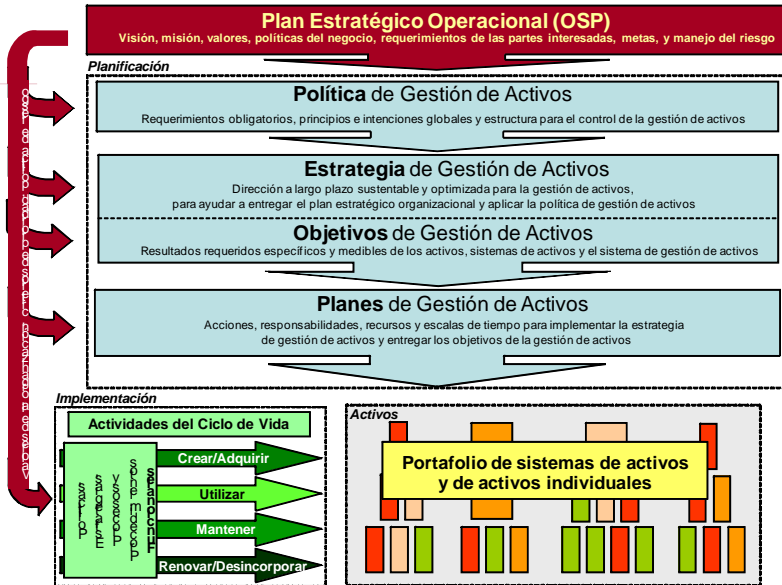 Plan Estratégico Operacional (OSP)
Visión, misión, valores, políticas del negocio, requerimientos de las partes interesadas, metas, y manejo del riesgo
Planificación
Política de Gestión de Activos
Requerimientos obligatorios, principios e intenciones globales y estructura para el control de la gestión de activos
Estrategia de Gestión de Activos
Dirección a largo plazo sustentable y optimizada para la gestión de activos,
para ayudar a entregar el plan estratégico organizacional y aplicar la política de gestión de activos
Objetivos de Gestión de Activos
Resultados requeridos específicos y medibles de los activos, sistemas de activos y el sistema de gestión de activos
Planes de Gestión de Activos
Acciones, responsabilidades, recursos y escalas de tiempo para implementar la estrategia
de gestión de activos y entregar los objetivos de la gestión de activos
Implementación
Actividades del Ciclo de Vida
Crear/Adquirir
Utilizar
Mantener
Renovar/Desincorporar
Activos
Portafolio de sistemas de activos
y de activos individuales